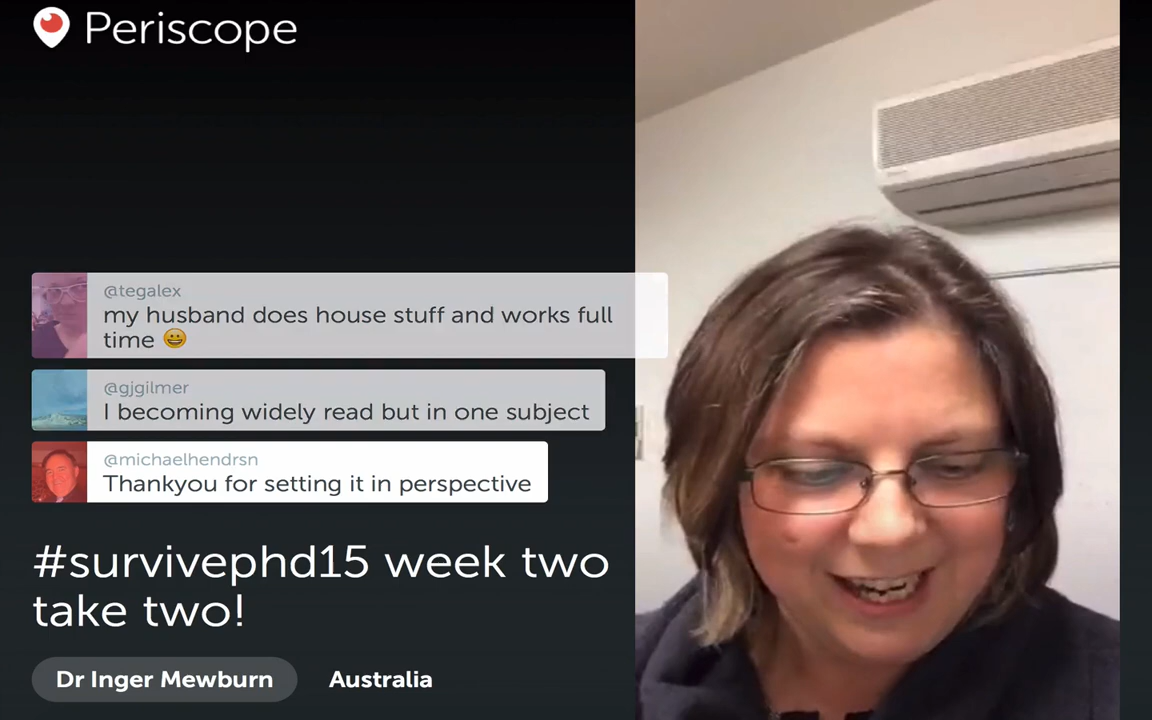 Periscope
@tegalex
my husband does house stuff and works full
time 😀
@gjgilmer
I becoming widely read but in one subject
@michaelhendrsn
Thankyou for setting it in perspective
#survivephd15 week two
take two!
Dr Inger Mewburn
Australia